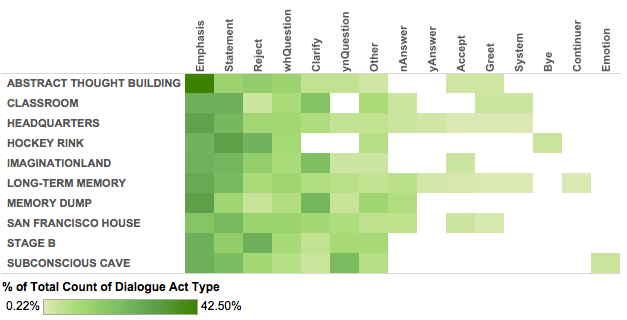 Emphasis Statement Reject whQuestion Clarify ynQuestion Other nAnswer yAnswer Accept Greet System Bye Continuer Emotion
ABSTRACT THOUGHT BUILDING
CLASSROOM
HEADQUARTERS
HOCKEY RINK
IMAGINATIONLAND
LONG-TERM MEMORY
MEMORY DUMP
SAN FRANCISCO HOUSE
STAGE B
SUBCONSCIOUS CAVE
% of Total Count of Dialogue Act Type
0.22% 42.50%